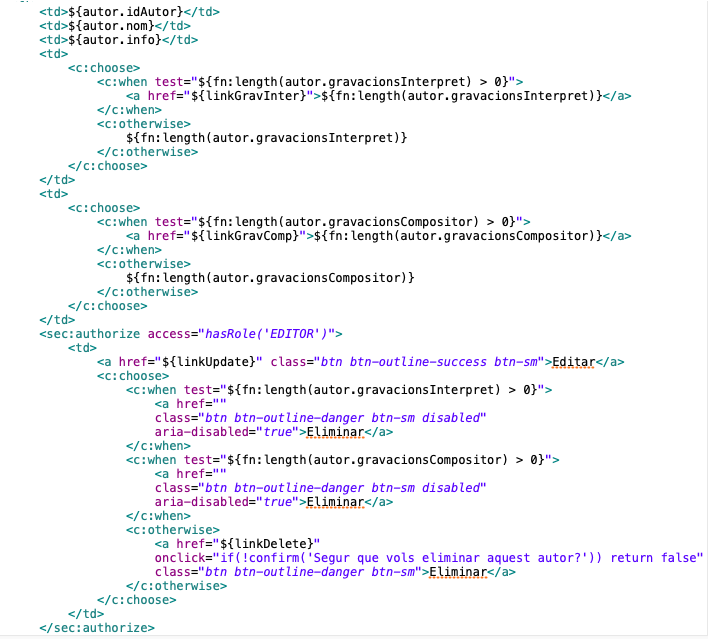 <td>${autor.idAutor}</td>
<td>${autor.nom}</td>
<td>${autor.info}</td>
<td>
<c:choose>
<c:when test="${fn:length(autor.gravacionsInterpret) > 0}">
<a href="${linkGravInter}">${fn:length(autor.gravacionsInterpret)}</a>
</c:when>
<c:otherwise>
${fn:length(autor.gravacionsInterpret)}
</c:otherwise>
</c:choose>
</td>
<td>
<c:choose>
<c:when test="${fn:length(autor.gravacionsCompositor) > 0}">
<a href="${linkGravComp}">${fn:length(autor.gravacionsCompositor)}</a>
</c:when>
<c:otherwise>
${fn:length(autor.gravacionsCompositor)}
</c:otherwise>
</c:choose>
</td>
<sec:authorize access="hasRole('EDITOR')">
<td>
<a href="${linkUpdate}" class="btn btn-outline-success btn-sm">Editar</a>
<c:choose>
<c:when test="${fn:length(autor.gravacionsInterpret) > 0}">
<a href=""
class="btn btn-outline-danger btn-sm disabled"
aria-disabled="true">Eliminar</a>
</c:when>
<c:when test="${fn:length(autor.gravacionsCompositor) > 0}">
<a href=""
class="btn btn-outline-danger btn-sm disabled"
aria-disabled="true">Eliminar</a>
</c:when>
<c:otherwise>
<a href="${linkDelete}"
onclick="if(!confirm('Segur que vols eliminar aquest autor?')) return false"
class="btn btn-outline-danger btn-sm">Eliminar</a>
</c:otherwise>
</c:choose>
</td>
</sec:authorize>